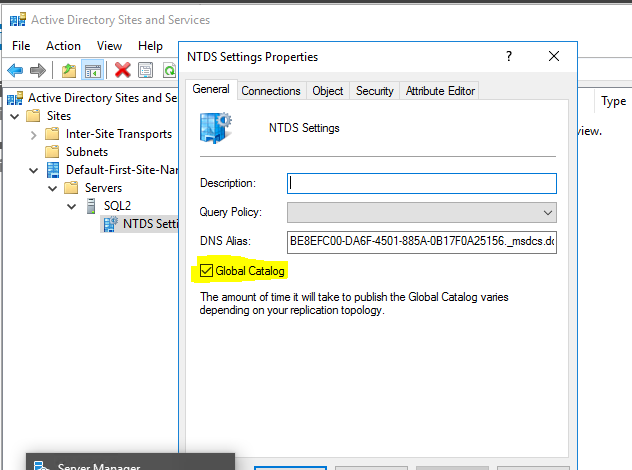 Active Directory Sites and Services
File Action View Help
NTDS Settings Properties
?
General Connections Object Security Attribute Editor
Active Directory Sites and Se
Sites
Inter-Site Transports
Subnets
Default-First-Site-Nar
Servers
SQL2
NTDS Setti
Type
view.
NTDS Settings
Description:
Query Policy:
DNS Alias: BE8EFC00-DA6F-4501-885A-0B17F0A25156._msdcs.do
Global Catalog
The amount of time it will take to publish the Global Catalog varies
depending on your replication topology.
Server Manager